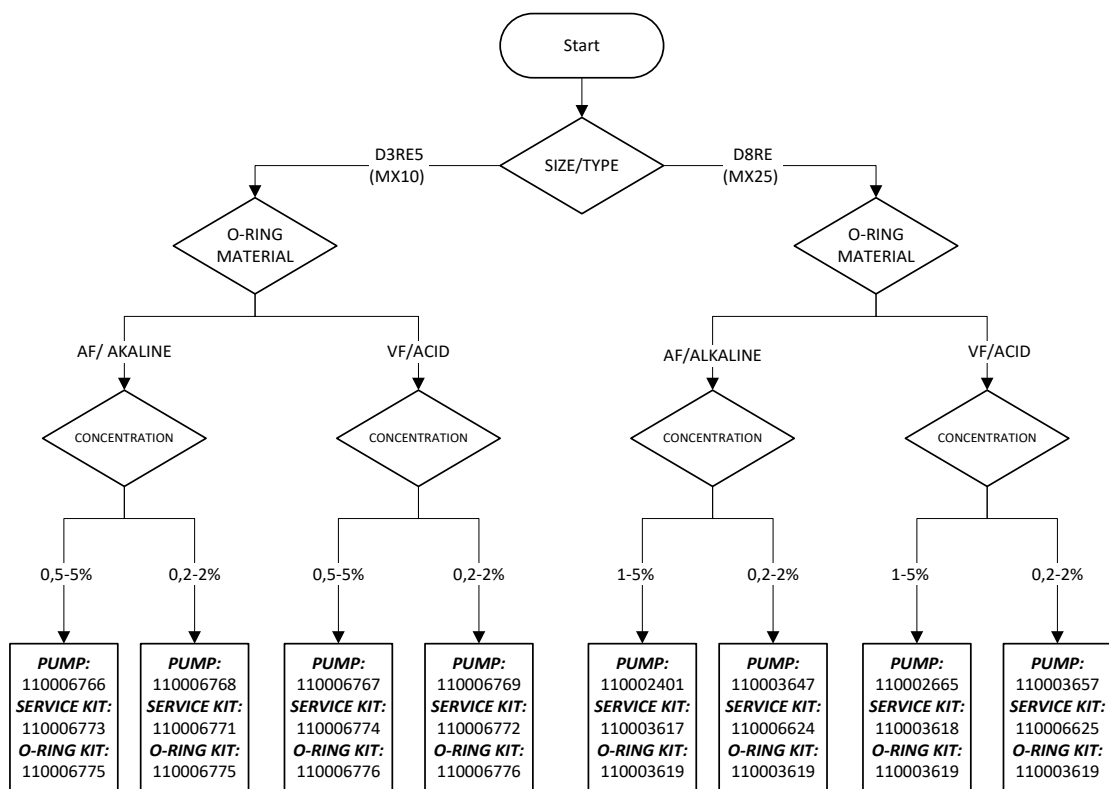 Start
SIZE/TYPE
D3RE5
(MX10)
D8RE
(MX25)
O-RING
MATERIAL
O-RING
MATERIAL
AF/ AKALINE
VF/ACID
AF/ALKALINE
VF/ACID
CONCENTRATION
CONCENTRATION
CONCENTRATION
CONCENTRATION
0,5-5%
0,2-2%
0,5-5%
0,2-2%
1-5%
0,2-2%
1-5%
0,2-2%
PUMP:
110006766
SERVICE KIT:
110006773
O-RING KIT:
110006775
PUMP:
110006768
SERVICE KIT:
110006771
O-RING KIT:
110006775
PUMP:
110006767
SERVICE KIT:
110006774
O-RING KIT:
110006776
PUMP:
110006769
SERVICE KIT:
110006772
O-RING KIT:
110006776
PUMP:
110002401
SERVICE KIT:
110003617
O-RING KIT:
110003619
PUMP:
110003647
SERVICE KIT:
110006624
O-RING KIT:
110003619
PUMP:
110002665
SERVICE KIT:
110003618
O-RING KIT:
110003619
PUMP:
110003657
SERVICE KIT:
110006625
O-RING KIT:
110003619